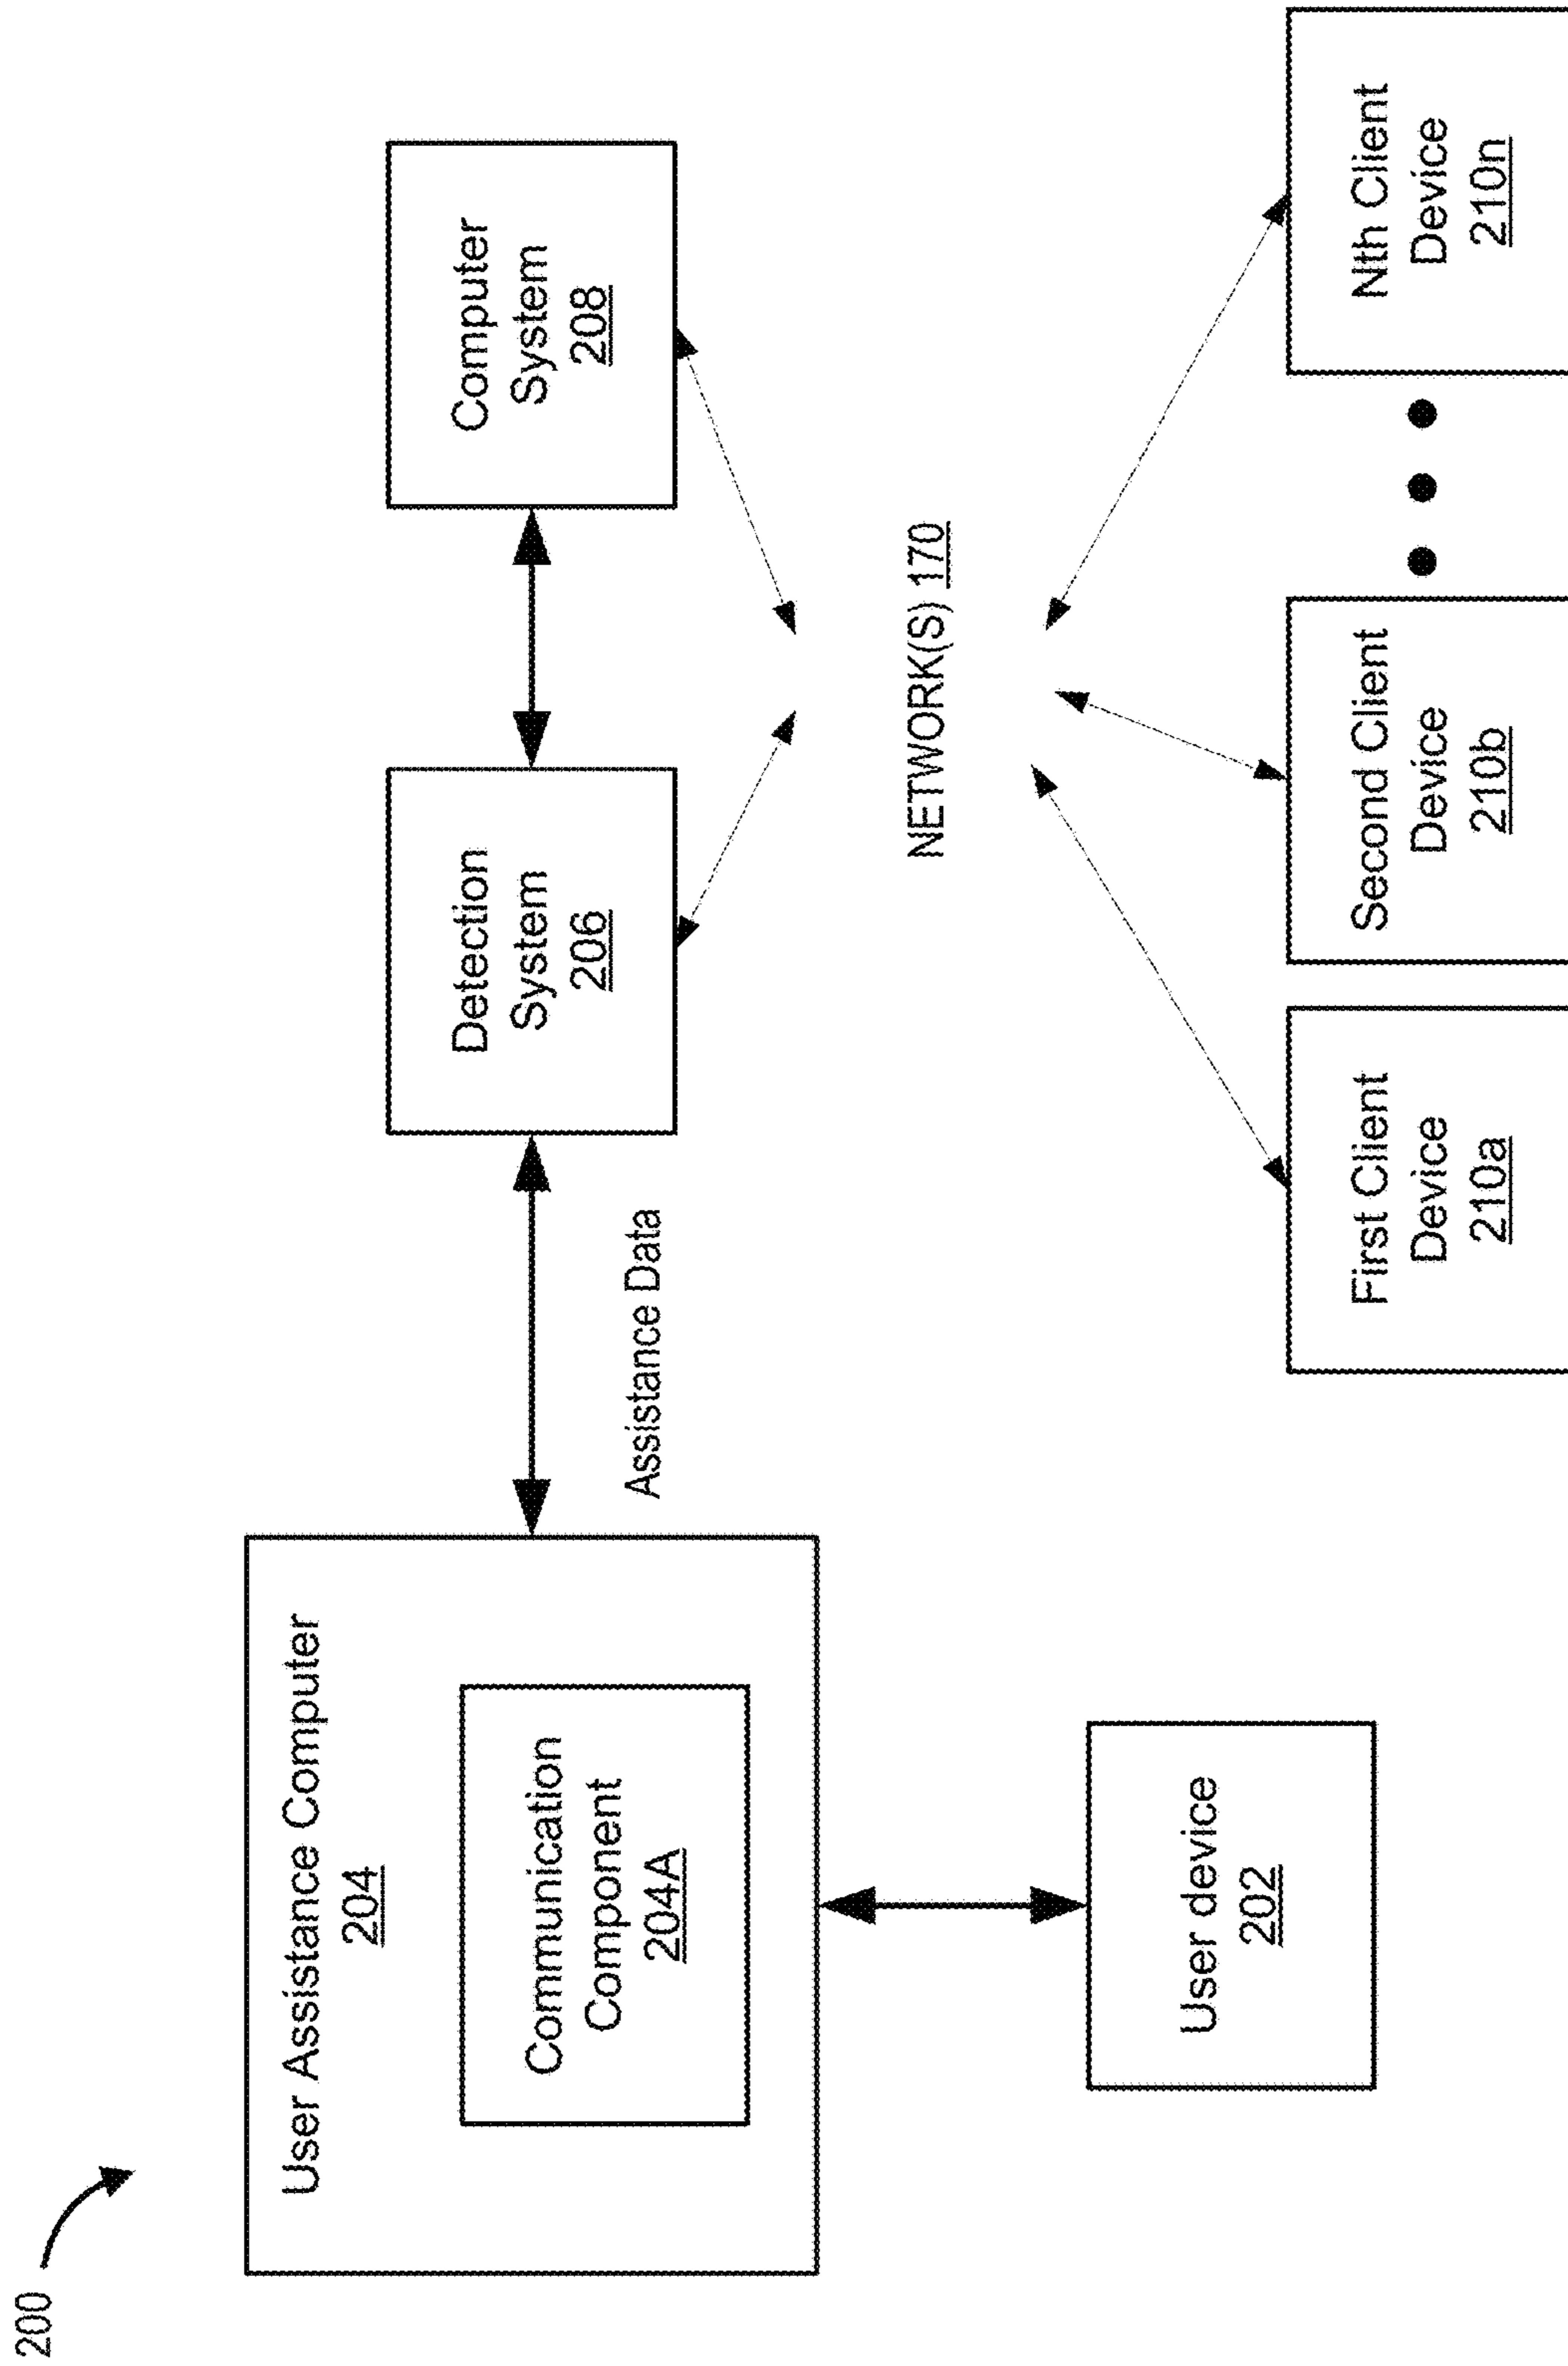 200
User Assistance Computer
204
Communication
Component
204A
User device
202
Assistance Data
Detection
System
206
Computer
System
208
NETWORK(S) 170
First Client
Device
210a
Second Client
Device
210b
Nth Client
Device
210n